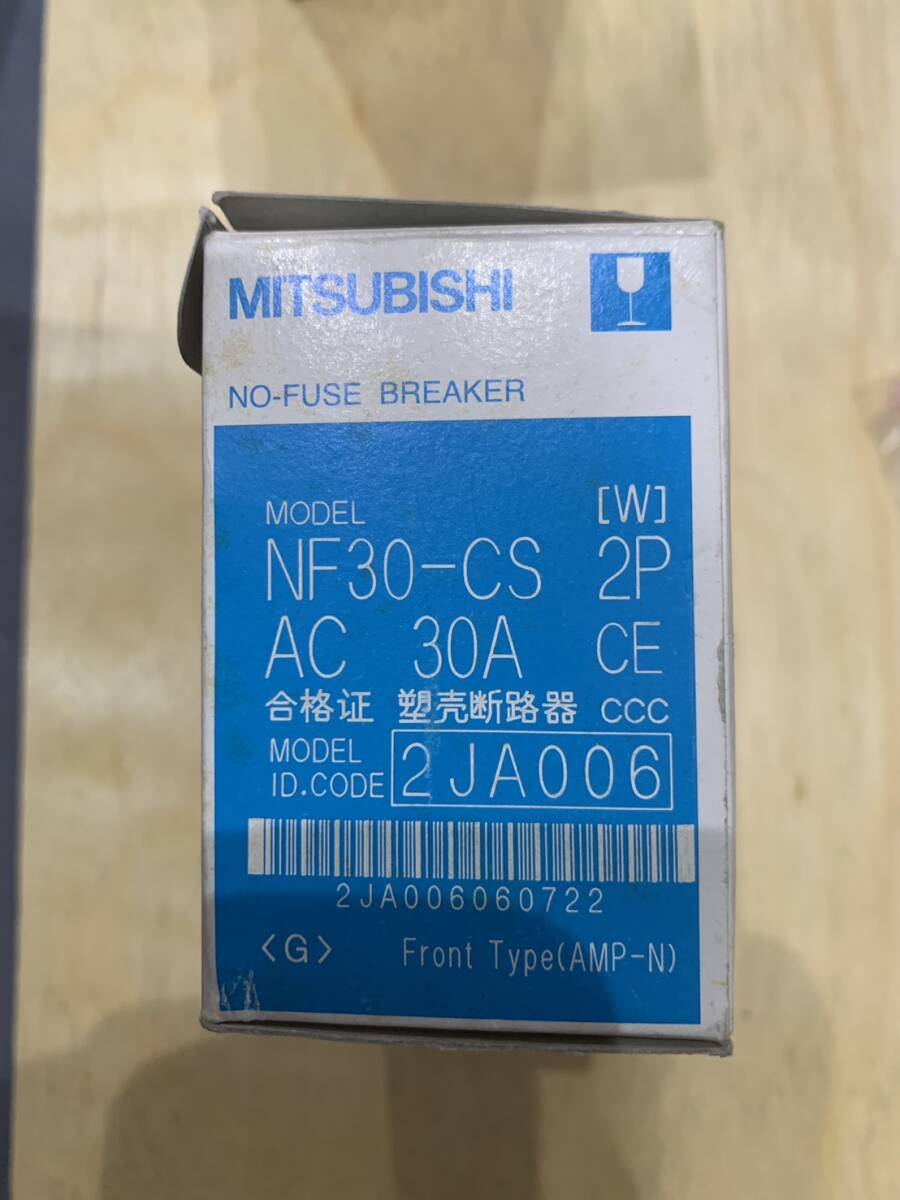 MITSUBISHI
NO-FUSE BREAKER
MODEL [W]
NF30-CS 2P
AC 30A CE
合格证 塑壳断路器 CCC
MODEL
ID.CODE 2JA006
2JA006060722
<G> Front Type(AMP-N)